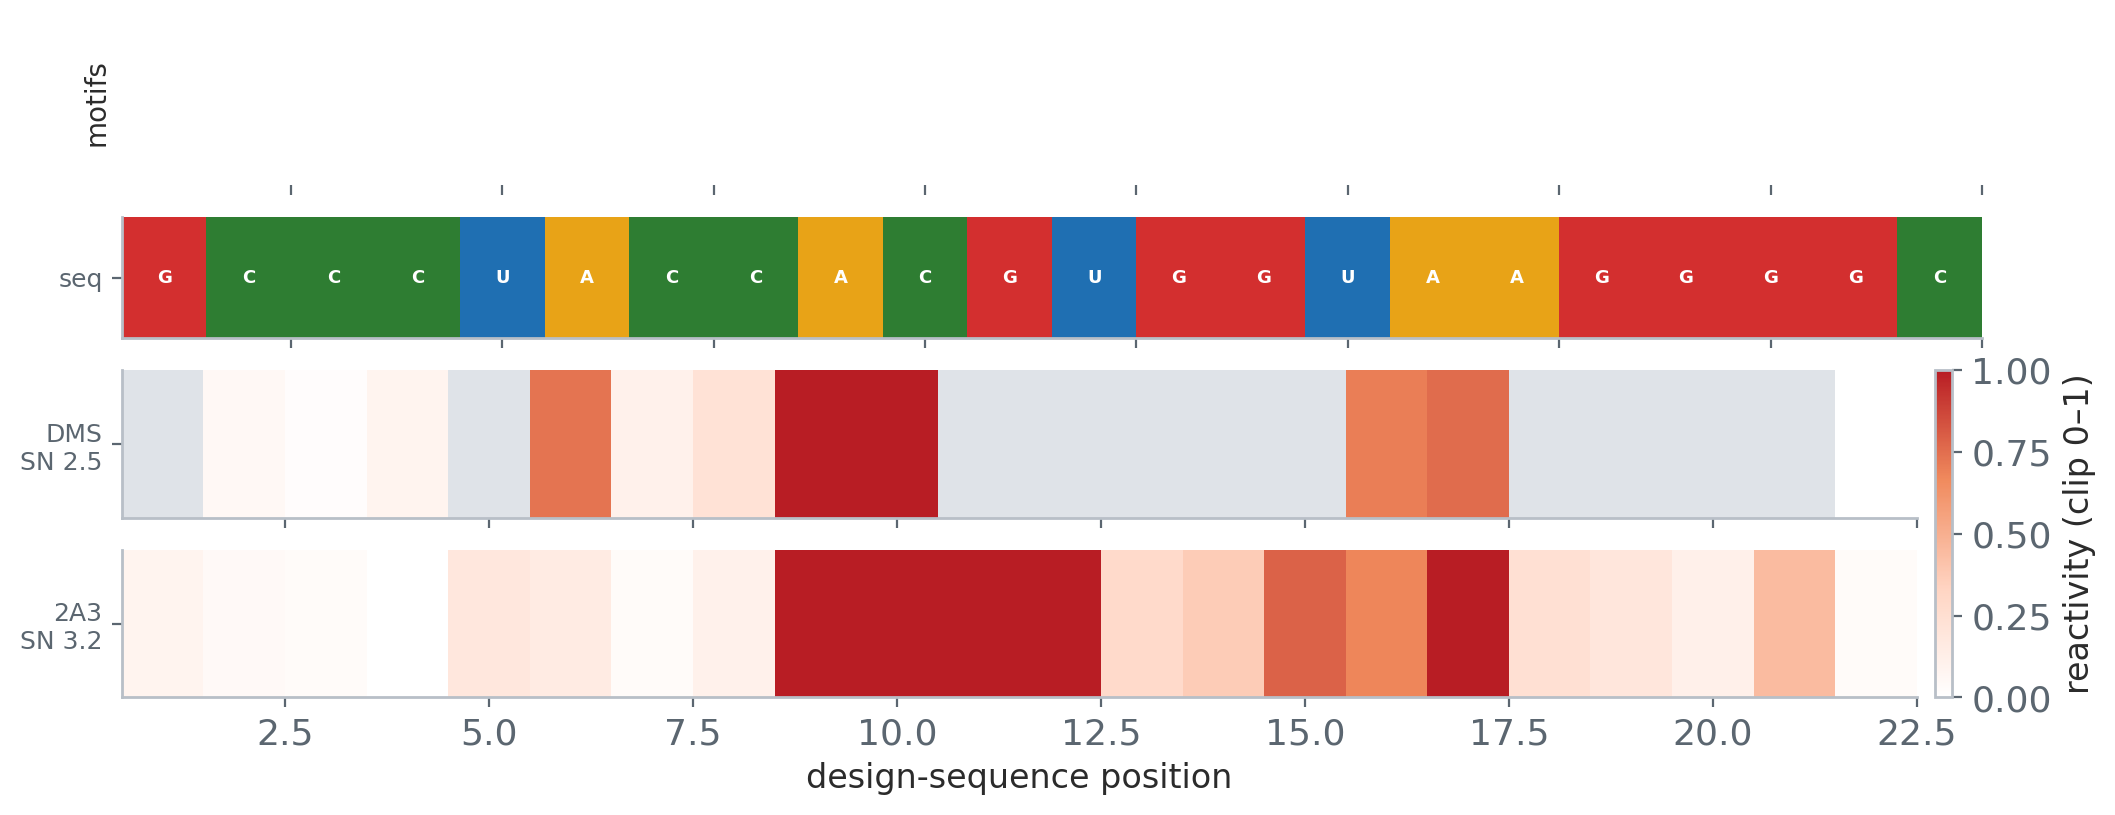 motifs
seq
G C C C U A C C A C G U G G U A A G G G G C
DMS
SN 2.5
2A3
SN 3.2
2.5 5.0 7.5 10.0 12.5 15.0 17.5 20.0 22.5
design-sequence position
1.00
0.75
0.50
0.25
0.00
reactivity (clip 0–1)